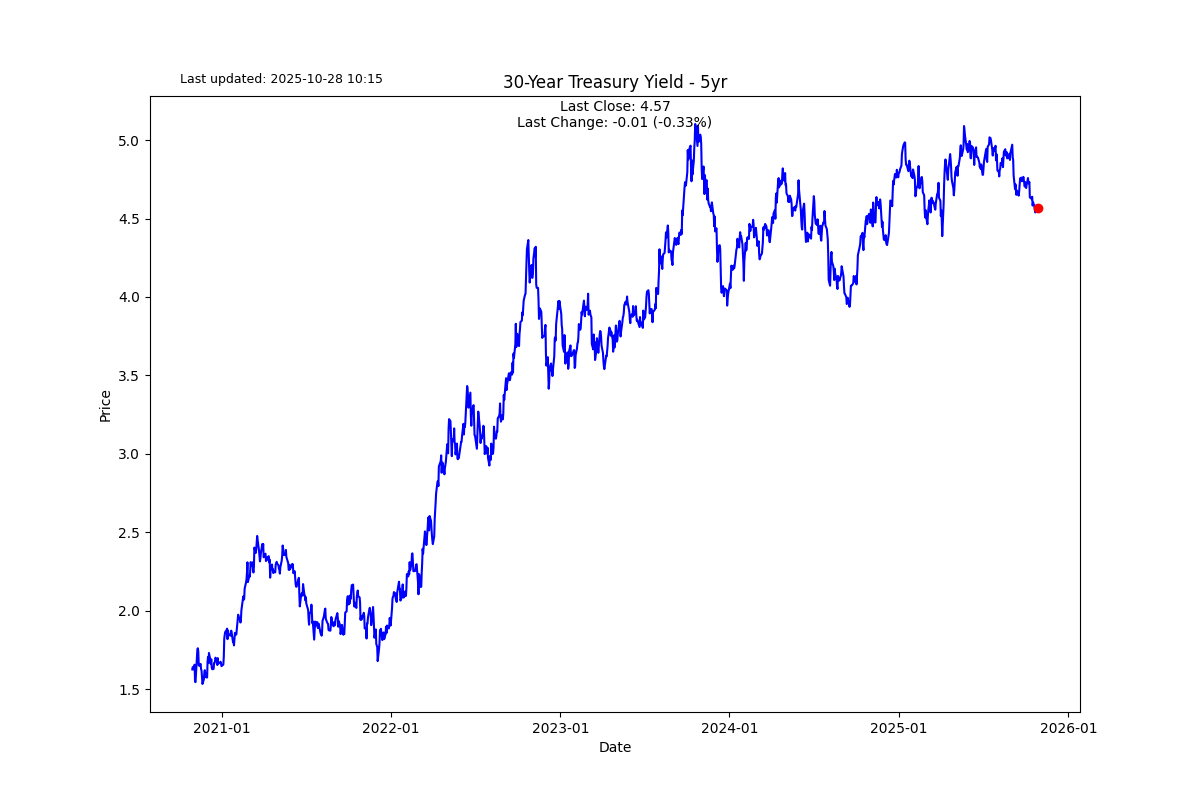 Last updated: 2025-10-28 10:15
30-Year Treasury Yield - 5yr
Last Close: 4.57
Last Change: -0.01 (-0.33%)
5.0
4.5
4.0
3.5
3.0
2.5
2.0
1.5
Price
2021-01
2022-01
2023-01
2024-01
2025-01
2026-01
Date